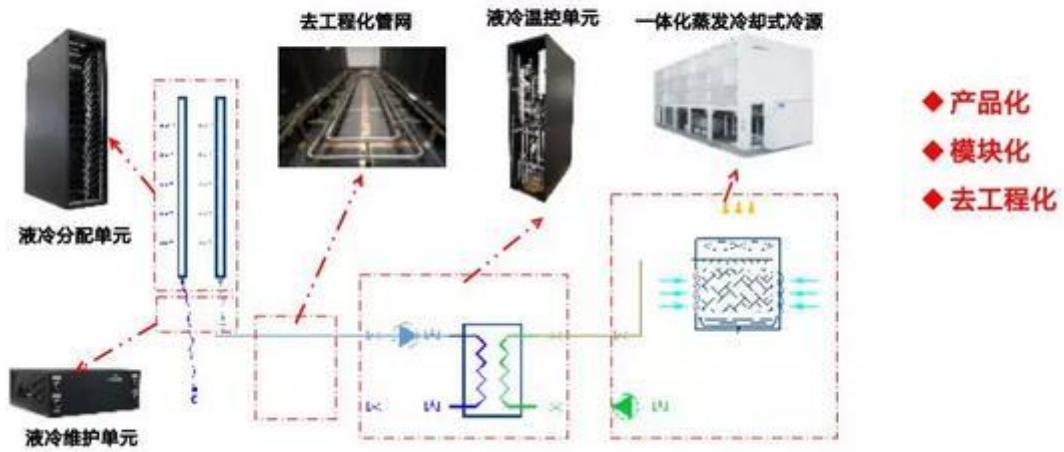 去工程化管网
液冷温控单元
一体化蒸发冷却式冷源
◆ 产品化
◆ 模块化
◆ 去工程化
液冷分配单元
液冷维护单元